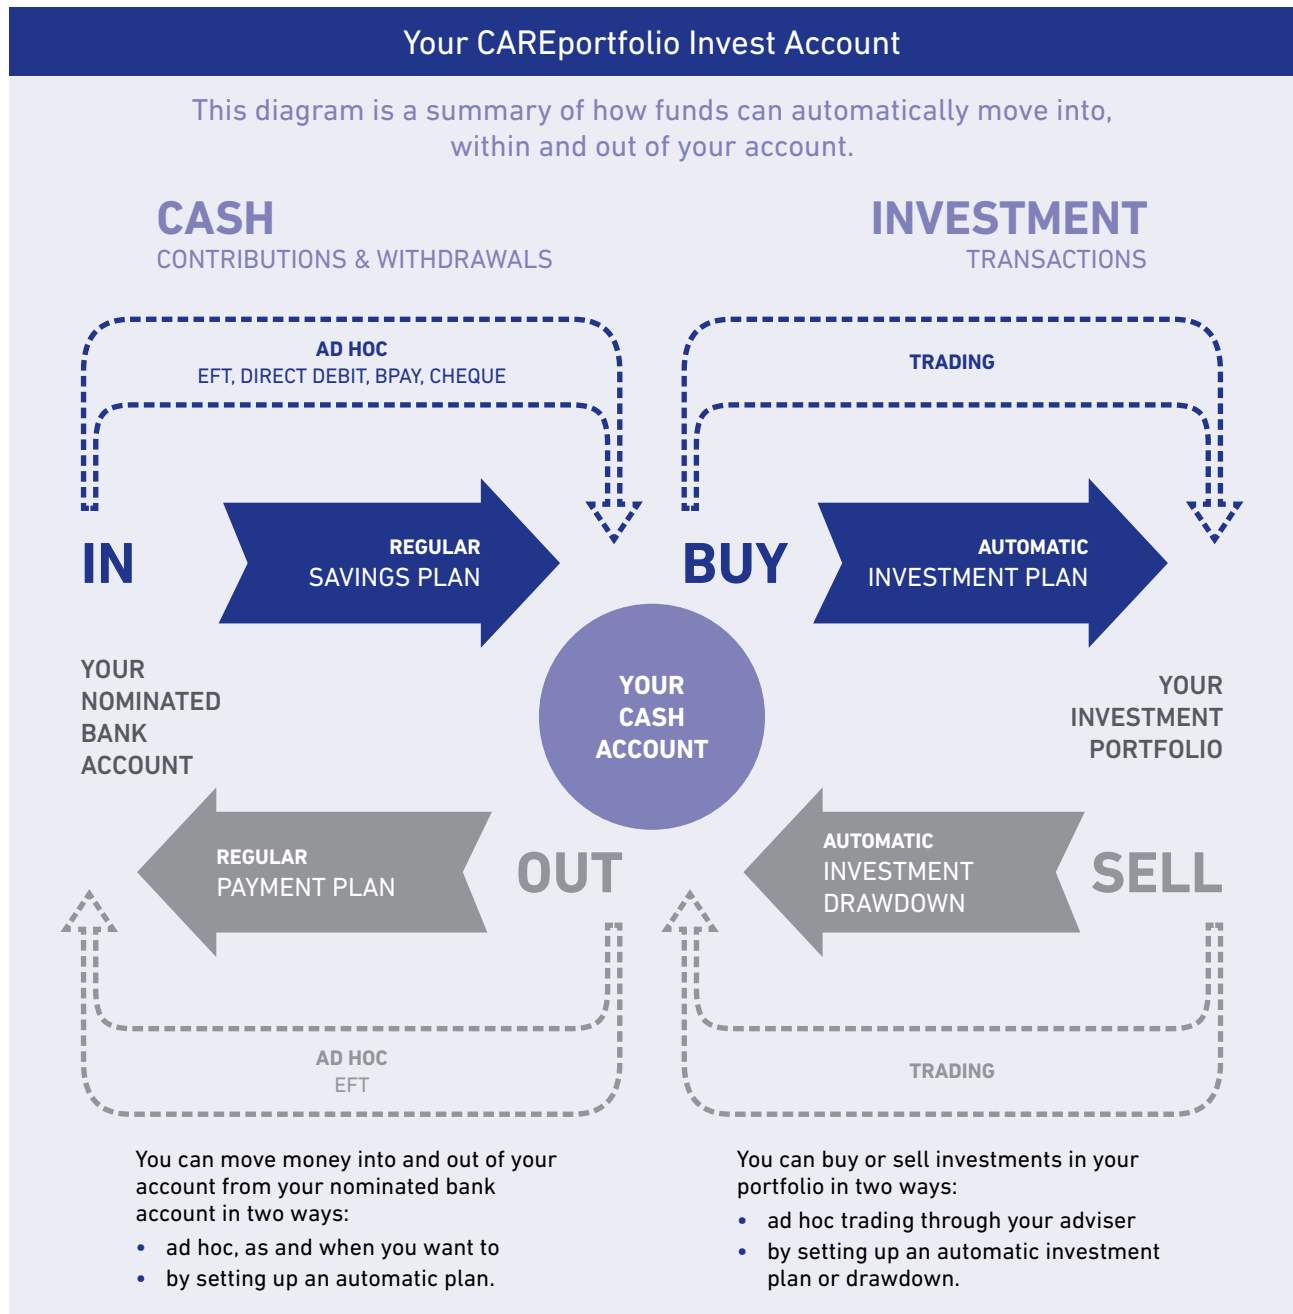 Your CAREportfolio Invest Account
This diagram is a summary of how funds can automatically move into,
within and out of your account.
CASH
CONTRIBUTIONS & WITHDRAWALS
INVESTMENT
TRANSACTIONS
AD HOC
EFT, DIRECT DEBIT, BPAY, CHEQUE
TRADING
IN
REGULAR
SAVINGS PLAN
BUY
AUTOMATIC
INVESTMENT PLAN
YOUR
NOMINATED
BANK
ACCOUNT
YOUR
CASH
ACCOUNT
YOUR
INVESTMENT
PORTFOLIO
REGULAR
PAYMENT PLAN
OUT
AUTOMATIC
INVESTMENT
DRAWDOWN
SELL
AD HOC
EFT
TRADING
You can move money into and out of your
account from your nominated bank
account in two ways:
• ad hoc, as and when you want to
• by setting up an automatic plan.
You can buy or sell investments in your
portfolio in two ways:
• ad hoc trading through your adviser
• by setting up an automatic investment
plan or drawdown.